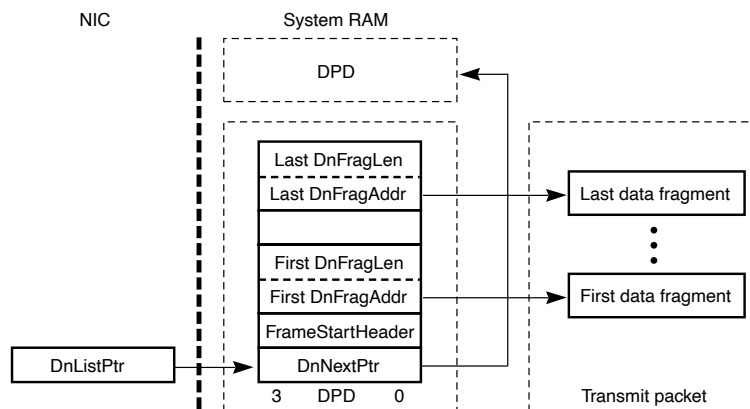 NIC
System RAM
DPD
Last DnFragLen
Last DnFragAddr
Last data fragment
First DnFragLen
First DnFragAddr
First data fragment
FrameStartHeader
DnListPtr
DnNextPtr
3 DPD 0
Transmit packet